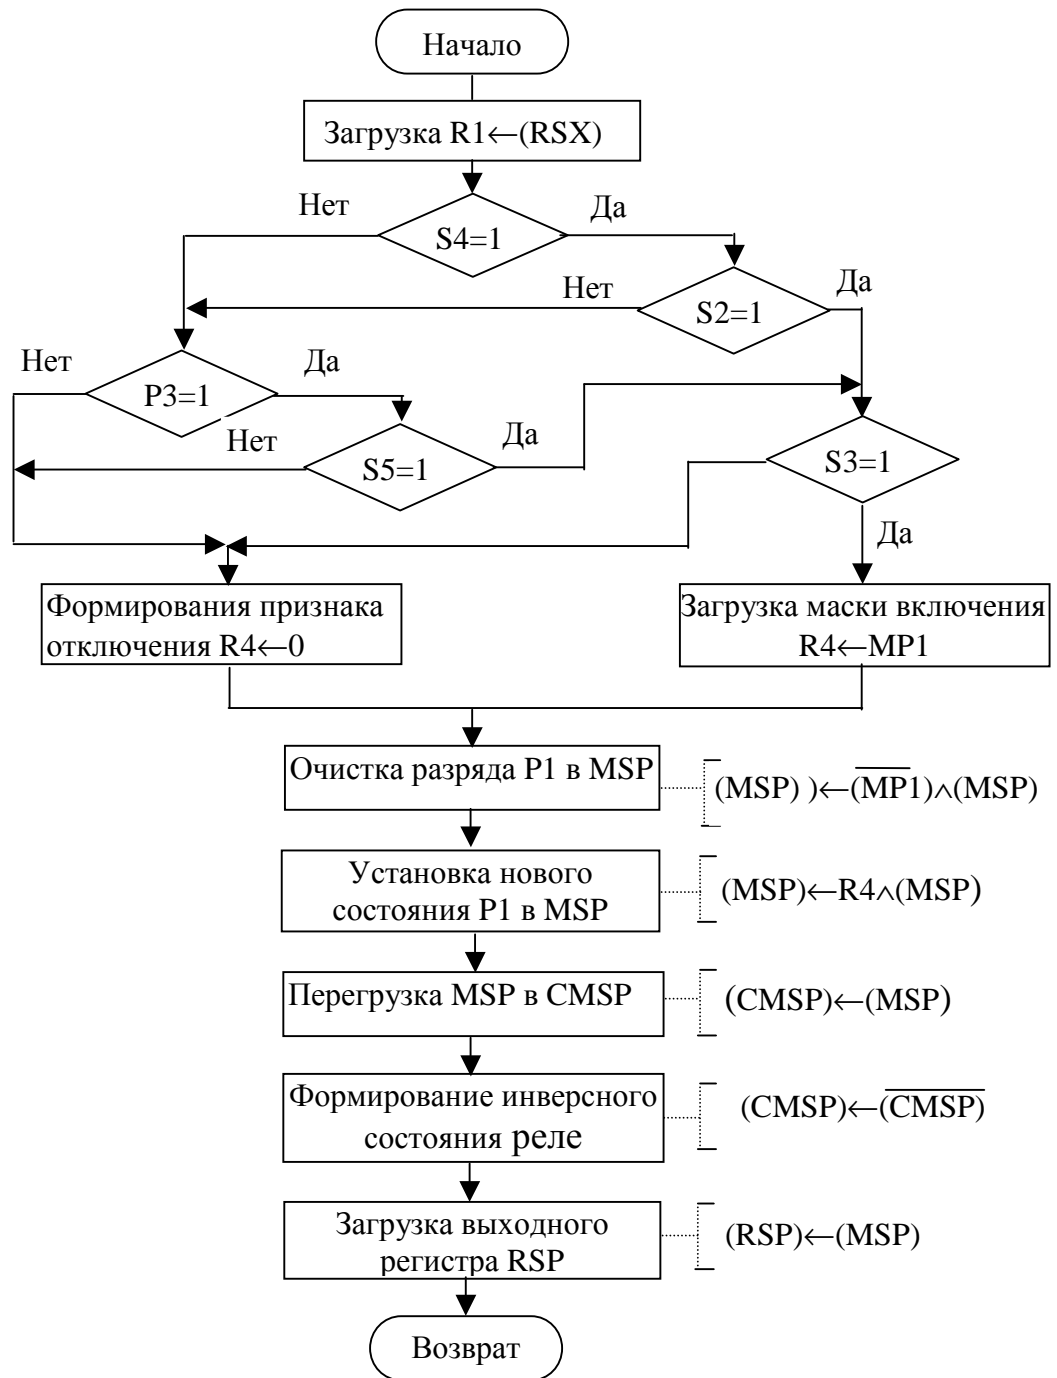 Начало
Загрузка R1←(RSX)
Нет
Да
S4=1
Нет
Да
S2=1
Нет
Да
P3=1
Нет
Да
S5=1
S3=1
Да
Формирования признака
отключения R4←0
Загрузка маски включения
R4←MP1
Очистка разряда P1 в MSP
(MSP) )←(M̅P̅1)∧(MSP)
Установка нового
состояния P1 в MSP
(MSP)←R4∧(MSP)
Перегрузка MSP в CMSP
(CMSP)←(MSP)
Формирование инверсного
состояния реле
(CMSP)←(C̅M̅S̅P̅)
Загрузка выходного
регистра RSP
(RSP)←(MSP)
Возврат